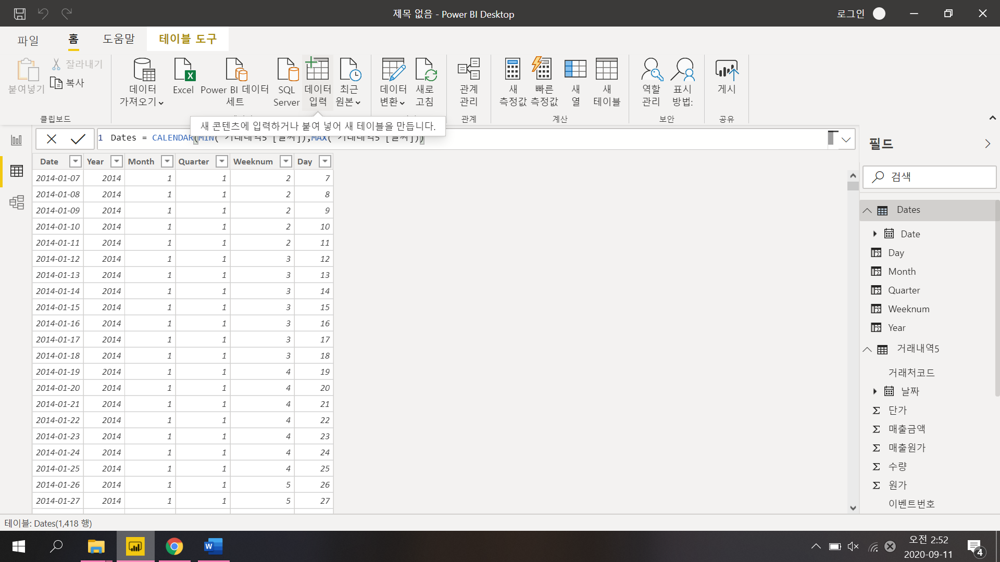 제목 없음 - Power BI Desktop
로그인
파일 홈 도움말 테이블 도구
붙여넣기
잘라내기
복사
클립보드
데이터
가져오기
Excel
Power BI 데이터
세트
SQL
Server
데이터
입력
최근
원본
데이터
변환
새로
고침
관계
관리
관계
새
측정값
빠른
측정값
새
열
새
테이블
계산
역할
관리
표시
방법:
보안
게시
공유
새 콘텐츠에 입력하거나 붙여 넣어 새 테이블을 만듭니다.
1 Dates = CALENDAR(MIN('거래내역5'[날짜]),MAX('거래내역5'[날짜]))
Date Year Month Quarter Weeknum Day
2014-01-07 2014 1 1 2 7
2014-01-08 2014 1 1 2 8
2014-01-09 2014 1 1 2 9
2014-01-10 2014 1 1 2 10
2014-01-11 2014 1 1 2 11
2014-01-12 2014 1 1 3 12
2014-01-13 2014 1 1 3 13
2014-01-14 2014 1 1 3 14
2014-01-15 2014 1 1 3 15
2014-01-16 2014 1 1 3 16
2014-01-17 2014 1 1 3 17
2014-01-18 2014 1 1 3 18
2014-01-19 2014 1 1 4 19
2014-01-20 2014 1 1 4 20
2014-01-21 2014 1 1 4 21
2014-01-22 2014 1 1 4 22
2014-01-23 2014 1 1 4 23
2014-01-24 2014 1 1 4 24
2014-01-25 2014 1 1 4 25
2014-01-26 2014 1 1 5 26
2014-01-27 2014 1 1 5 27
필드
검색
Dates
Date
Day
Month
Quarter
Weeknum
Year
거래내역5
거래처코드
날짜
단가
매출금액
매출원가
수량
원가
이벤트번호
테이블: Dates(1,418 행)
오전 2:52
2020-09-11
4